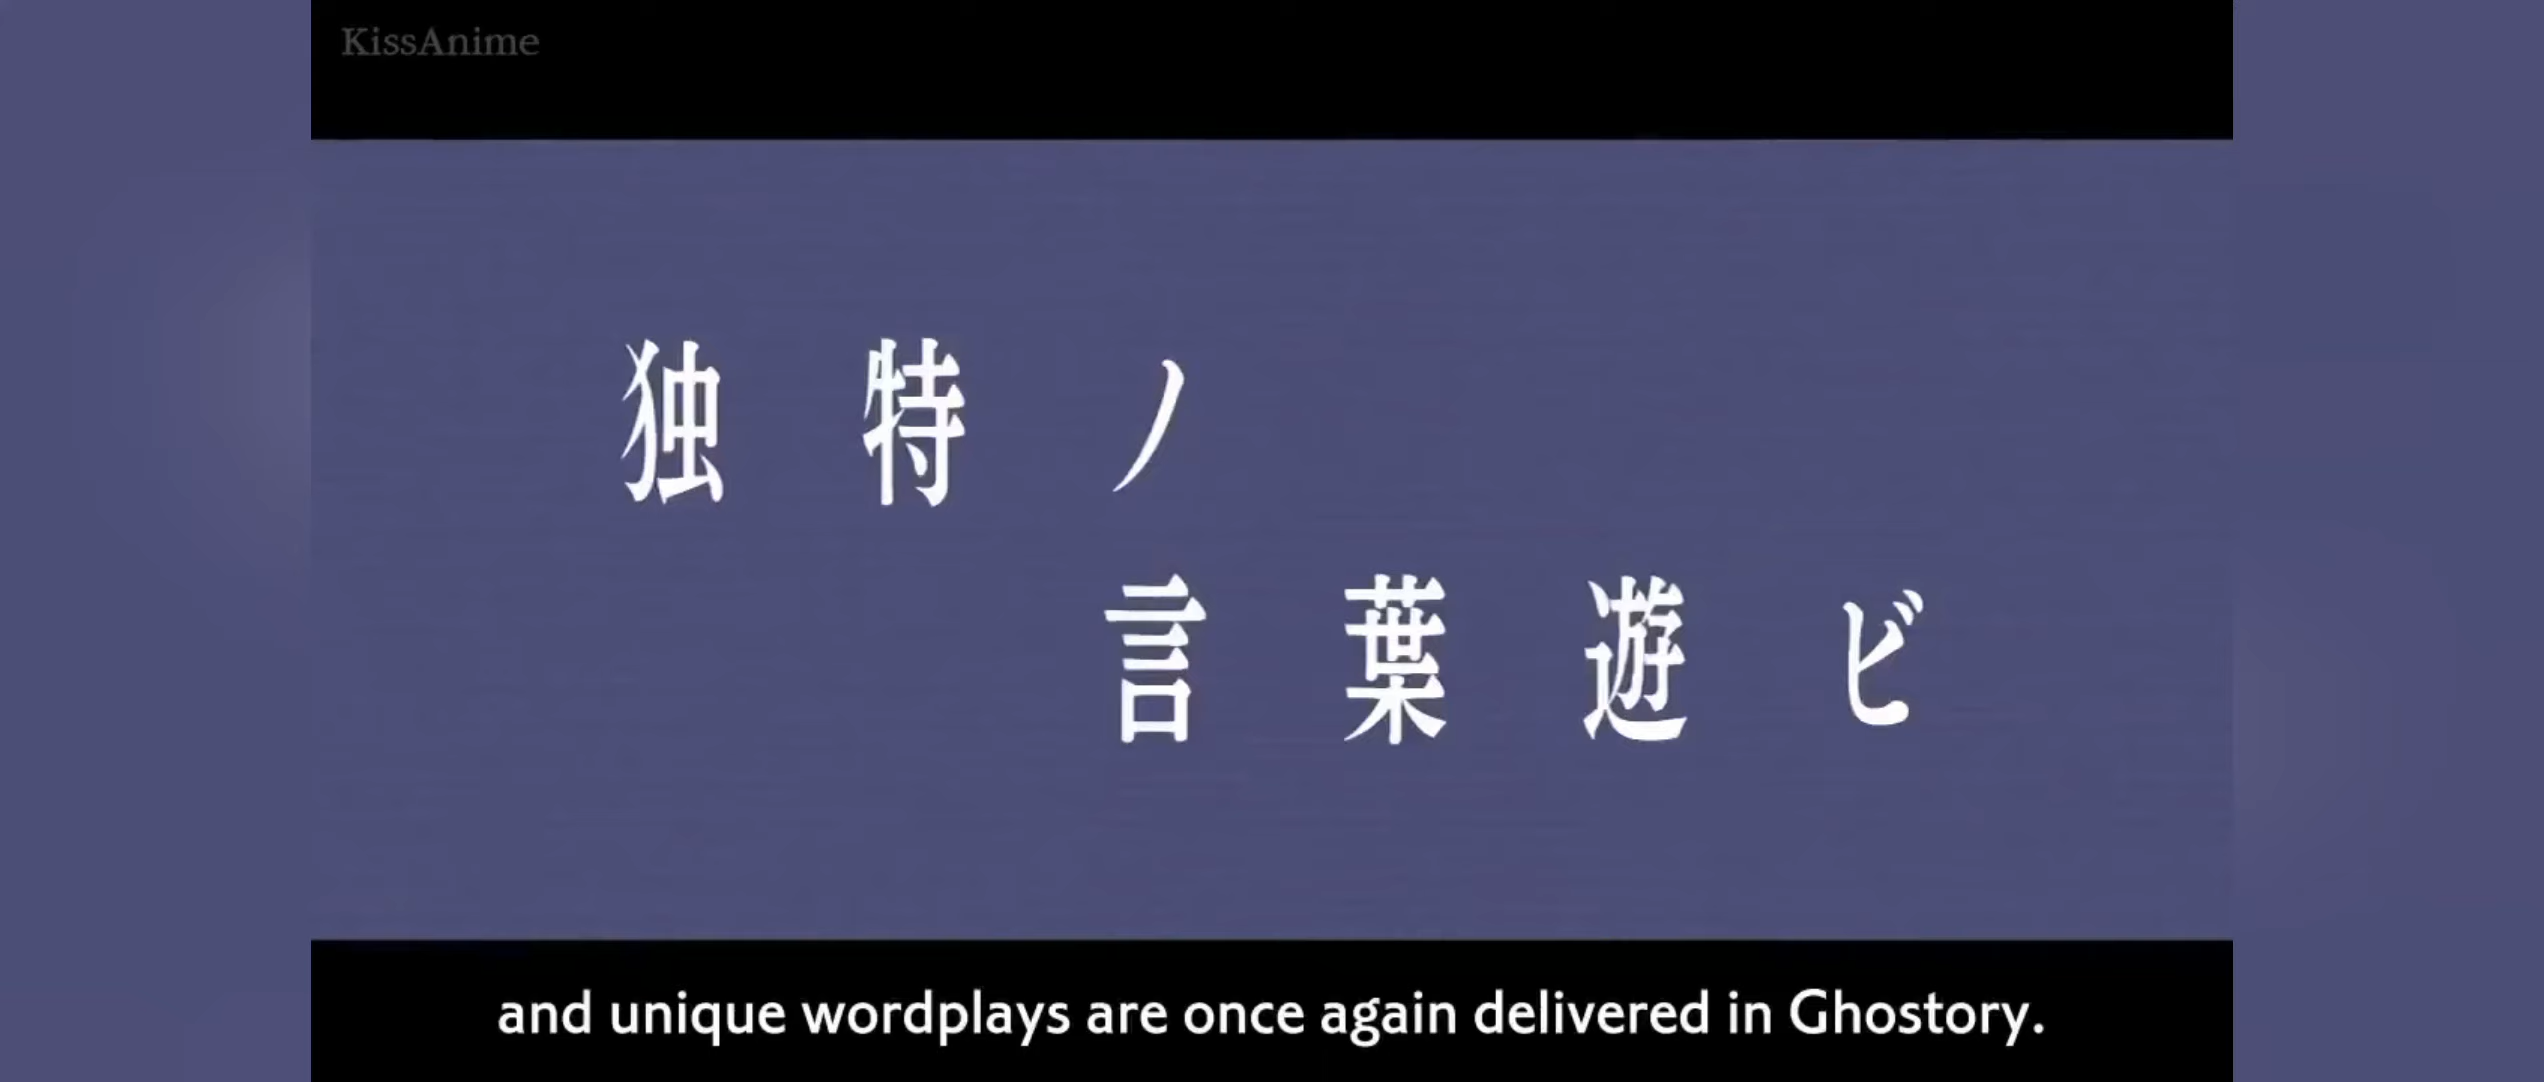 KissAnime
独特ノ
言葉遊ビ
and unique wordplays are once again delivered in Ghostory.